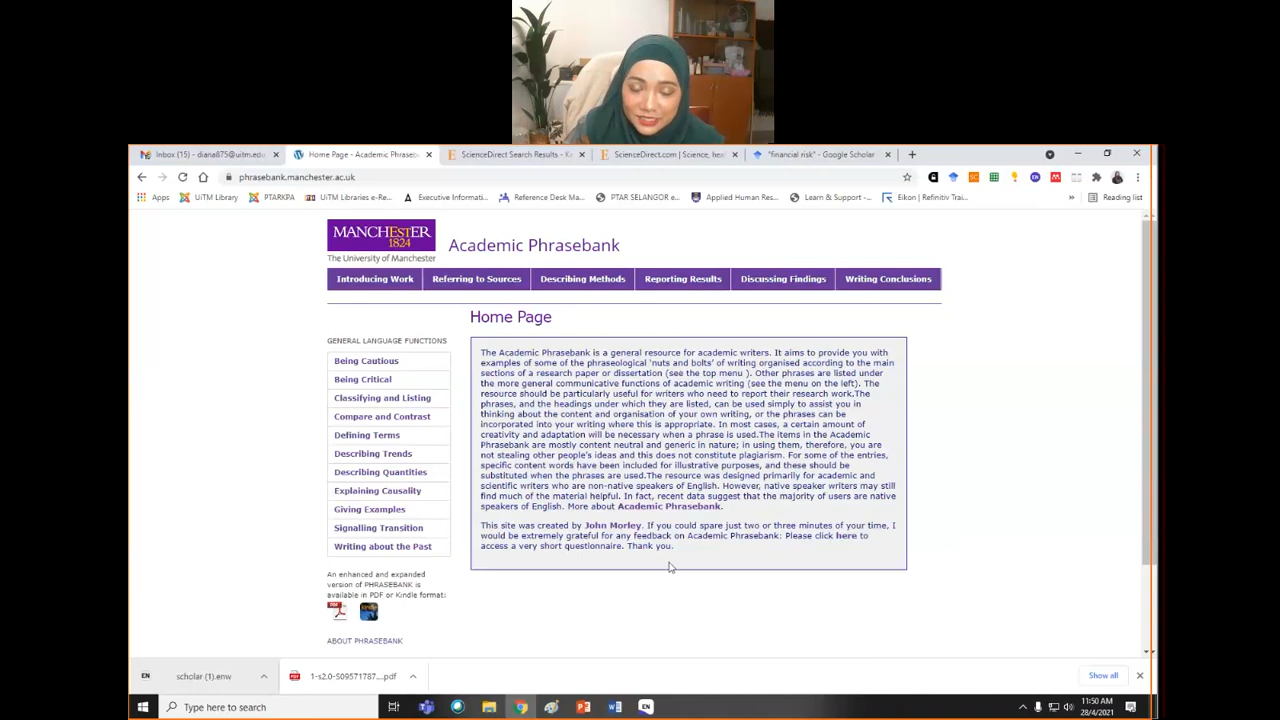 Inbox (15) - diana875@uitm.edu
Home Page - Academic Phraseb
ScienceDirect Search Results - Ke
ScienceDirect.com | Science, hea
"financial risk" - Google Scholar
phrasebank.manchester.ac.uk
Apps
UiTM Library
PTARKPA
UiTM Libraries e-Re...
Executive Informati...
Reference Desk Ma...
PTAR SELANGOR e...
Applied Human Res...
Learn & Support -...
Eikon | Refinitiv Trai...
Reading list
MANCHESTER
1824
The University of Manchester
Academic Phrasebank
Introducing Work
Referring to Sources
Describing Methods
Reporting Results
Discussing Findings
Writing Conclusions
Home Page
GENERAL LANGUAGE FUNCTIONS
Being Cautious
Being Critical
Classifying and Listing
Compare and Contrast
Defining Terms
Describing Trends
Describing Quantities
Explaining Causality
Giving Examples
Signalling Transition
Writing about the Past
An enhanced and expanded
version of PHRASEBANK is
available in PDF or Kindle format:
PDF
kindle
ABOUT PHRASEBANK
The Academic Phrasebank is a general resource for academic writers. It aims to provide you with
examples of some of the phraseological 'nuts and bolts' of writing organised according to the main
sections of a research paper or dissertation (see the top menu ). Other phrases are listed under
the more general communicative functions of academic writing (see the menu on the left). The
resource should be particularly useful for writers who need to report their research work.The
phrases, and the headings under which they are listed, can be used simply to assist you in
thinking about the content and organisation of your own writing, or the phrases can be
incorporated into your writing where this is appropriate. In most cases, a certain amount of
creativity and adaptation will be necessary when a phrase is used.The items in the Academic
Phrasebank are mostly content neutral and generic in nature; in using them, therefore, you are
not stealing other people's ideas and this does not constitute plagiarism. For some of the entries,
specific content words have been included for illustrative purposes, and these should be
substituted when the phrases are used.The resource was designed primarily for academic and
scientific writers who are non-native speakers of English. However, native speaker writers may still
find much of the material helpful. In fact, recent data suggest that the majority of users are native
speakers of English. More about Academic Phrasebank.
This site was created by John Morley. If you could spare just two or three minutes of your time, I
would be extremely grateful for any feedback on Academic Phrasebank: Please click here to
access a very short questionnaire. Thank you.
EN
scholar (1).enw
1-s2.0-S09571787....pdf
Show all
Type here to search
11:50 AM
28/4/2021